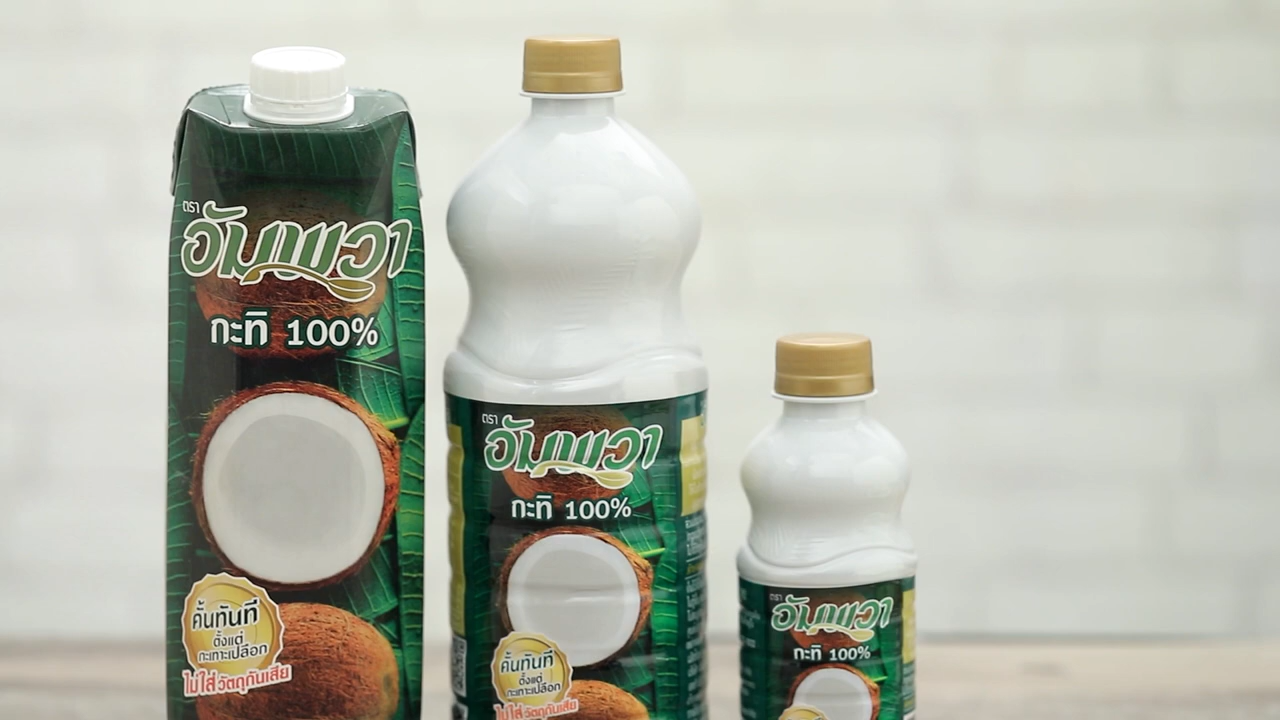 ตรา
อัมพวา
กะทิ 100%
คั้นทันที
ตั้งแต่
กะเทาะเปลือก
ไม่ใส่วัตถุกันเสีย
ตรา
อัมพวา
กะทิ 100%
คั้นทันที
ตั้งแต่
กะเทาะเปลือก
ไม่ใส่วัตถุกันเสีย
ตรา
อัมพวา
กะทิ 100%